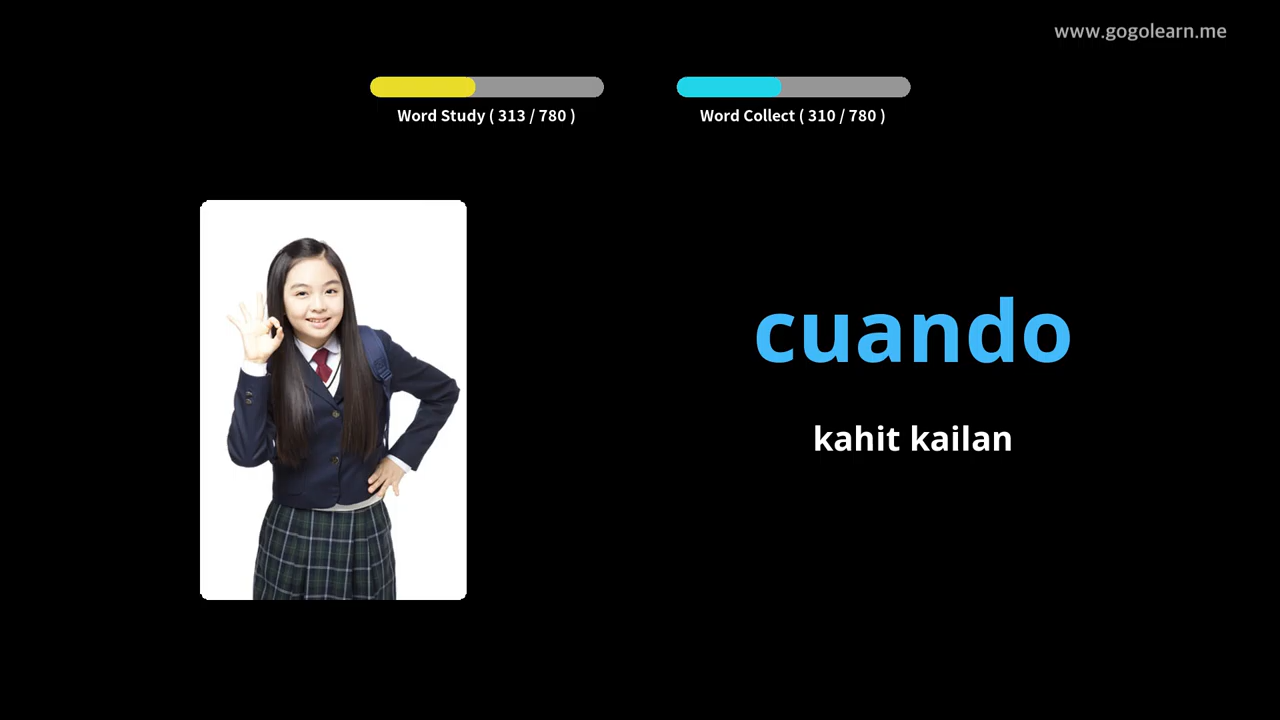 www.gogolearn.me
Word Study ( 313 / 780 )
Word Collect ( 310 / 780 )
cuando
kahit kailan